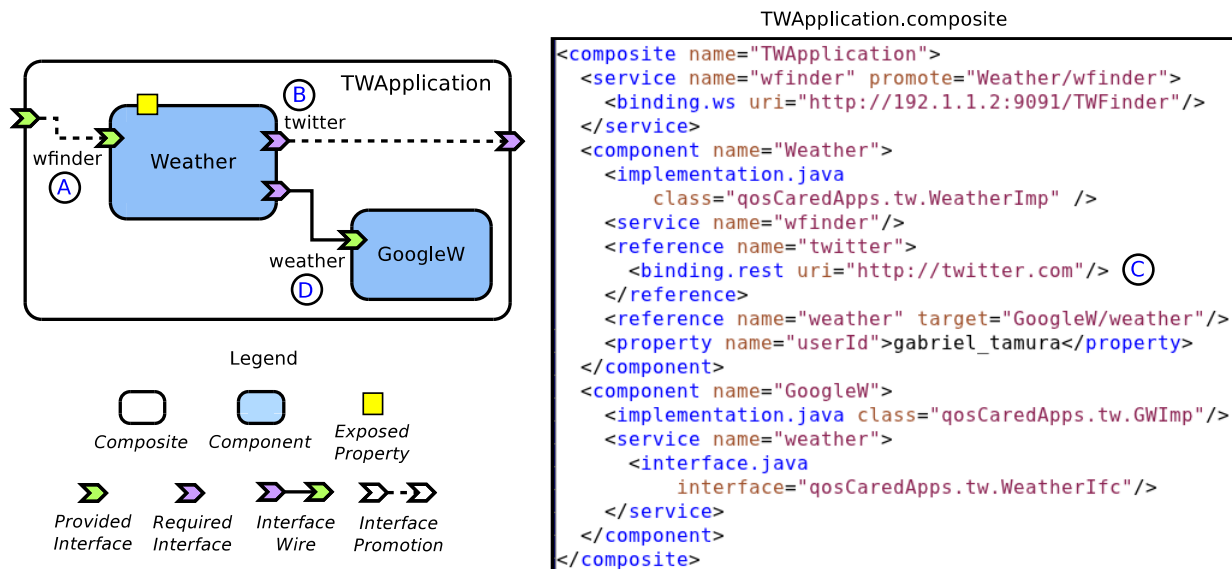 TWApplication
B
twitter
wfinder
A
Weather
weather
D
GoogleW
Legend
Composite
Component
Exposed
Property
Provided
Interface
Required
Interface
Interface
Wire
Interface
Promotion
TWApplication.composite
<composite name="TWApplication">
<service name="wfinder" promote="Weather/wfinder">
<binding.ws uri="http://192.1.1.2:9091/TWFinder"/>
</service>
<component name="Weather">
<implementation.java
class="qosCaredApps.tw.WeatherImp" />
<service name="wfinder"/>
<reference name="twitter">
<binding.rest uri="http://twitter.com"/> C
</reference>
<reference name="weather" target="GoogleW/weather"/>
<property name="userId">gabriel_tamura</property>
</component>
<component name="GoogleW">
<implementation.java class="qosCaredApps.tw.GWImp"/>
<service name="weather">
<interface.java
interface="qosCaredApps.tw.WeatherIfc"/>
</service>
</component>
</composite>